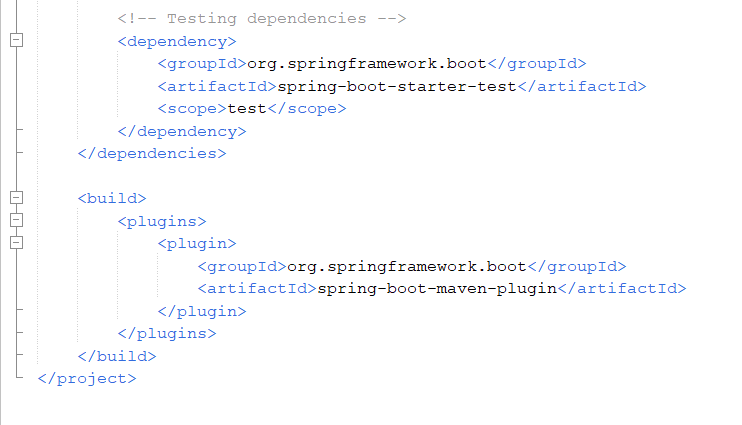 <!-- Testing dependencies -->
<dependency>
<groupId>org.springframework.boot</groupId>
<artifactId>spring-boot-starter-test</artifactId>
<scope>test</scope>
</dependency>
</dependencies>
<build>
<plugins>
<plugin>
<groupId>org.springframework.boot</groupId>
<artifactId>spring-boot-maven-plugin</artifactId>
</plugin>
</plugins>
</build>
</project>